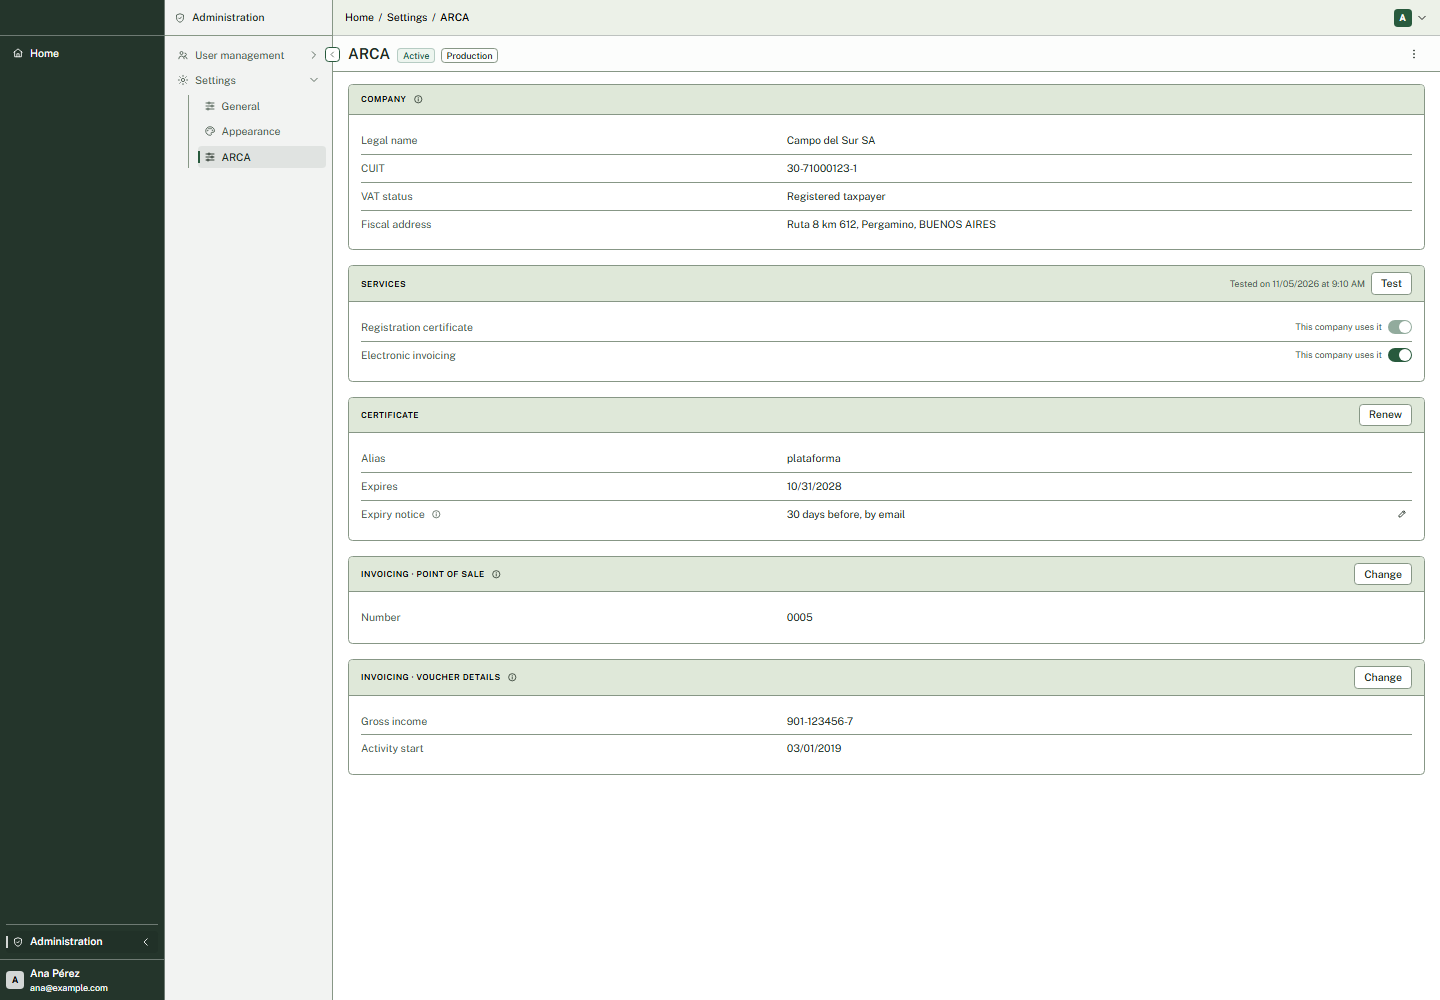 Administration
Home / Settings / ARCA
A
Home
User management
Settings
General
Appearance
ARCA
ARCA Active Production
COMPANY
Legal name Campo del Sur SA
CUIT 30-71000123-1
VAT status Registered taxpayer
Fiscal address Ruta 8 km 612, Pergamino, BUENOS AIRES
SERVICES Tested on 11/05/2026 at 9:10 AM Test
Registration certificate This company uses it
Electronic invoicing This company uses it
CERTIFICATE Renew
Alias plataforma
Expires 10/31/2028
Expiry notice 30 days before, by email
INVOICING · POINT OF SALE Change
Number 0005
INVOICING · VOUCHER DETAILS Change
Gross income 901-123456-7
Activity start 03/01/2019
Administration
A Ana Pérez
ana@example.com